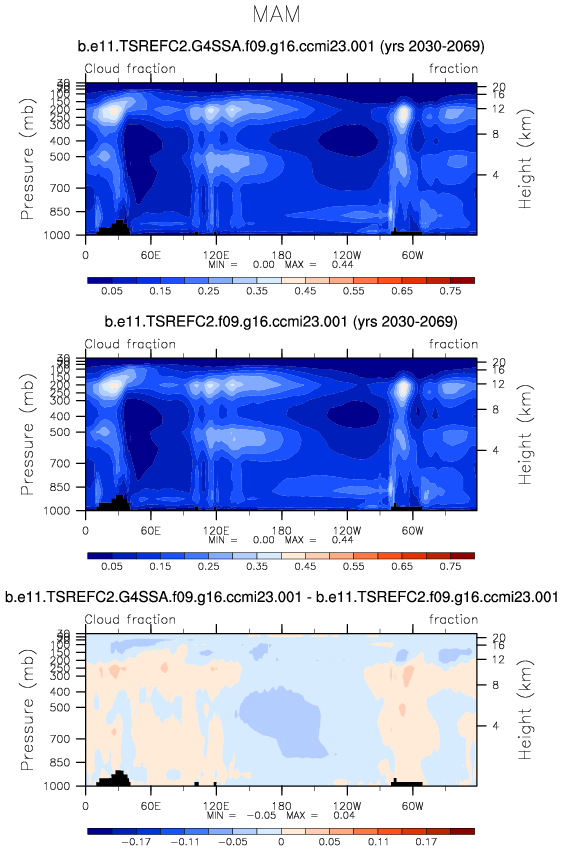 MAM
b.e11.TSREFC2.G4SSA.f09.g16.ccmi23.001 (yrs 2030-2069)
Cloud fraction fraction
Pressure (mb)
30
100
150
200
250
300
400
500
700
850
1000
20
16
12
8
4
Height (km)
0 60E 120E 180 120W 60W
MIN = 0.00 MAX = 0.44
0.05 0.15 0.25 0.35 0.45 0.55 0.65 0.75
b.e11.TSREFC2.f09.g16.ccmi23.001 (yrs 2030-2069)
Cloud fraction fraction
Pressure (mb)
30
100
150
200
250
300
400
500
700
850
1000
20
16
12
8
4
Height (km)
0 60E 120E 180 120W 60W
MIN = 0.00 MAX = 0.44
0.05 0.15 0.25 0.35 0.45 0.55 0.65 0.75
b.e11.TSREFC2.G4SSA.f09.g16.ccmi23.001 - b.e11.TSREFC2.f09.g16.ccmi23.001
Cloud fraction fraction
Pressure (mb)
30
100
150
200
250
300
400
500
700
850
1000
20
16
12
8
4
Height (km)
0 60E 120E 180 120W 60W
MIN = -0.05 MAX = 0.04
-0.17 -0.11 -0.05 0 0.05 0.11 0.17